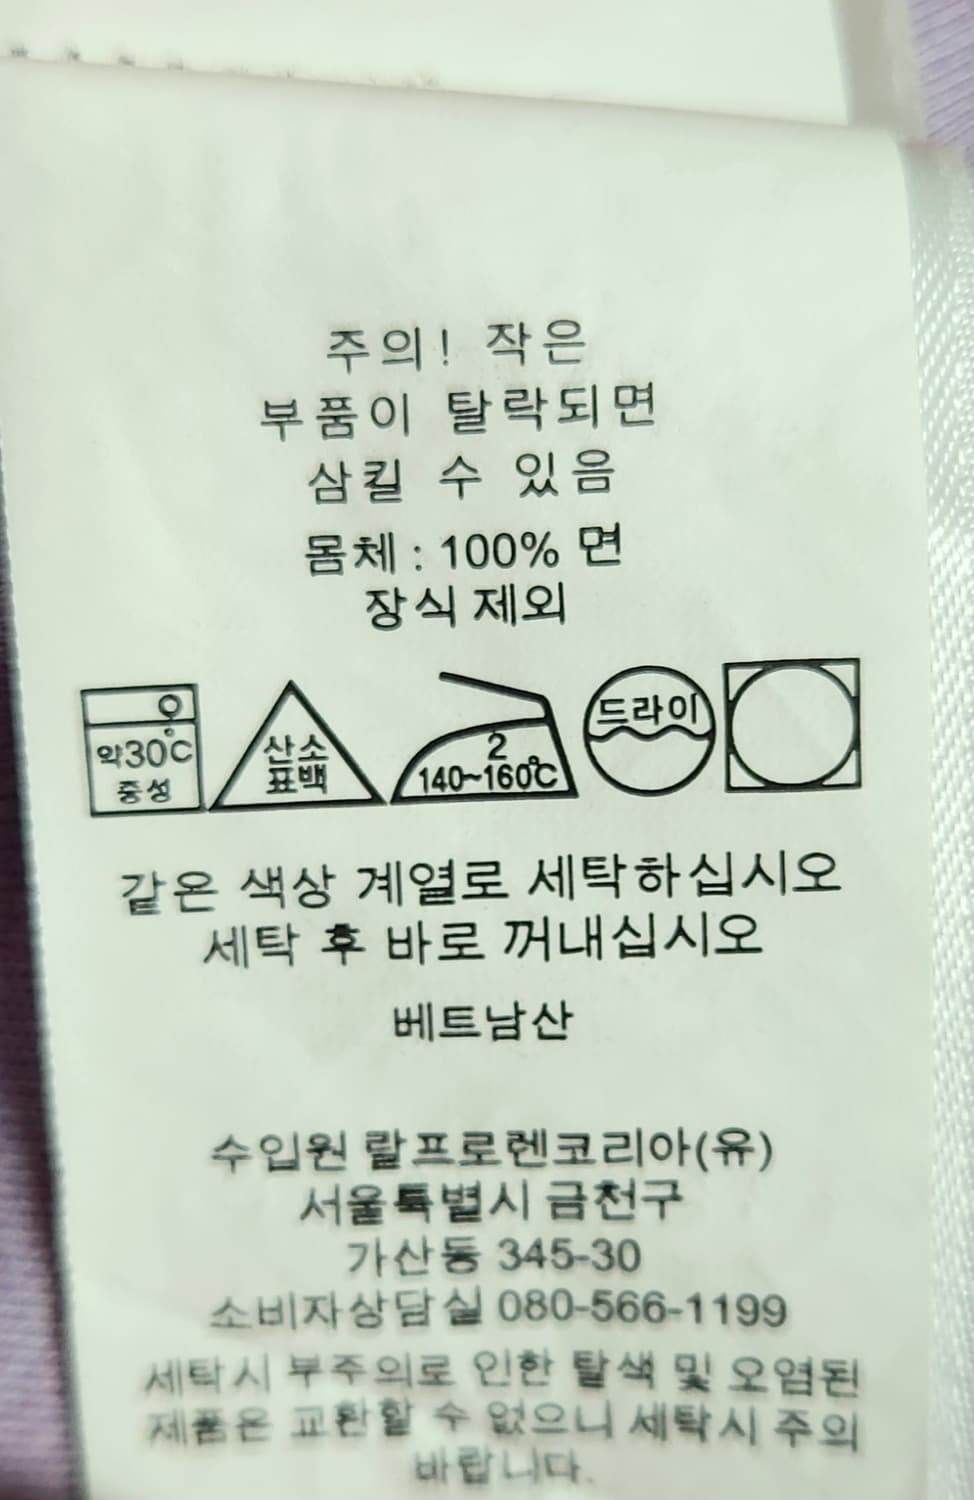 주의! 작은
부품이 탈락되면
삼킬 수 있음
몸체 : 100% 면
장식 제외
약30℃
중성
산소
표백
2
140~160℃
드라이
같은 색상 계열로 세탁하십시오
세탁 후 바로 꺼내십시오
베트남산
수입원 랄프로렌코리아(유)
서울특별시 금천구
가산동 345-30
소비자상담실 080-566-1199
세탁시 부주의로 인한 탈색 및 오염된
제품은 교환할 수 없으니 세탁시 주의
바랍니다.